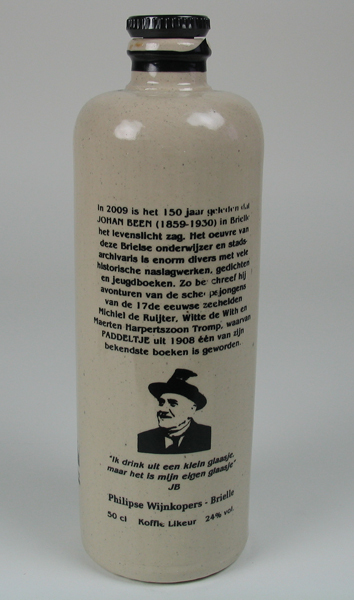 In 2009 is het 150 jaar geleden dat
JOHAN BEEN (1859-1930) in Brielle
het levenslicht zag. Het oeuvre van
deze Brielse onderwijzer en stads-
archivaris is enorm divers met vele
historische naslagwerken, gedichten
en jeugdboeken. Zo beschreef hij
avonturen van de scheepsjongens
van de 17de eeuwse zeehelden
Michiel de Ruijter, Witte de With en
Maerten Harpertszoon Tromp, waarvan
PADDELTJE uit 1908 één van zijn
bekendste boeken is geworden.
"Ik drink uit een klein glaasje,
maar het is mijn eigen glaasje"
JB
Philipse Wijnkopers - Brielle
50 cl Koffie Likeur 24% vol.